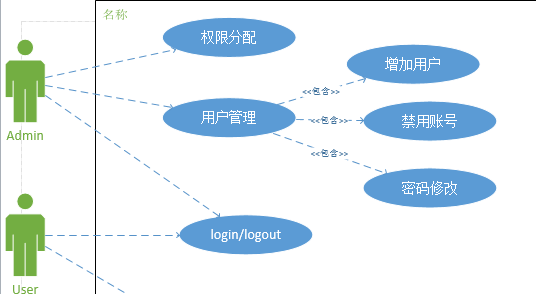 名称
权限分配
增加用户
<<包含>>
Admin
用户管理
<<包含>>
禁用账号
<<包含>>
密码修改
login/logout
User